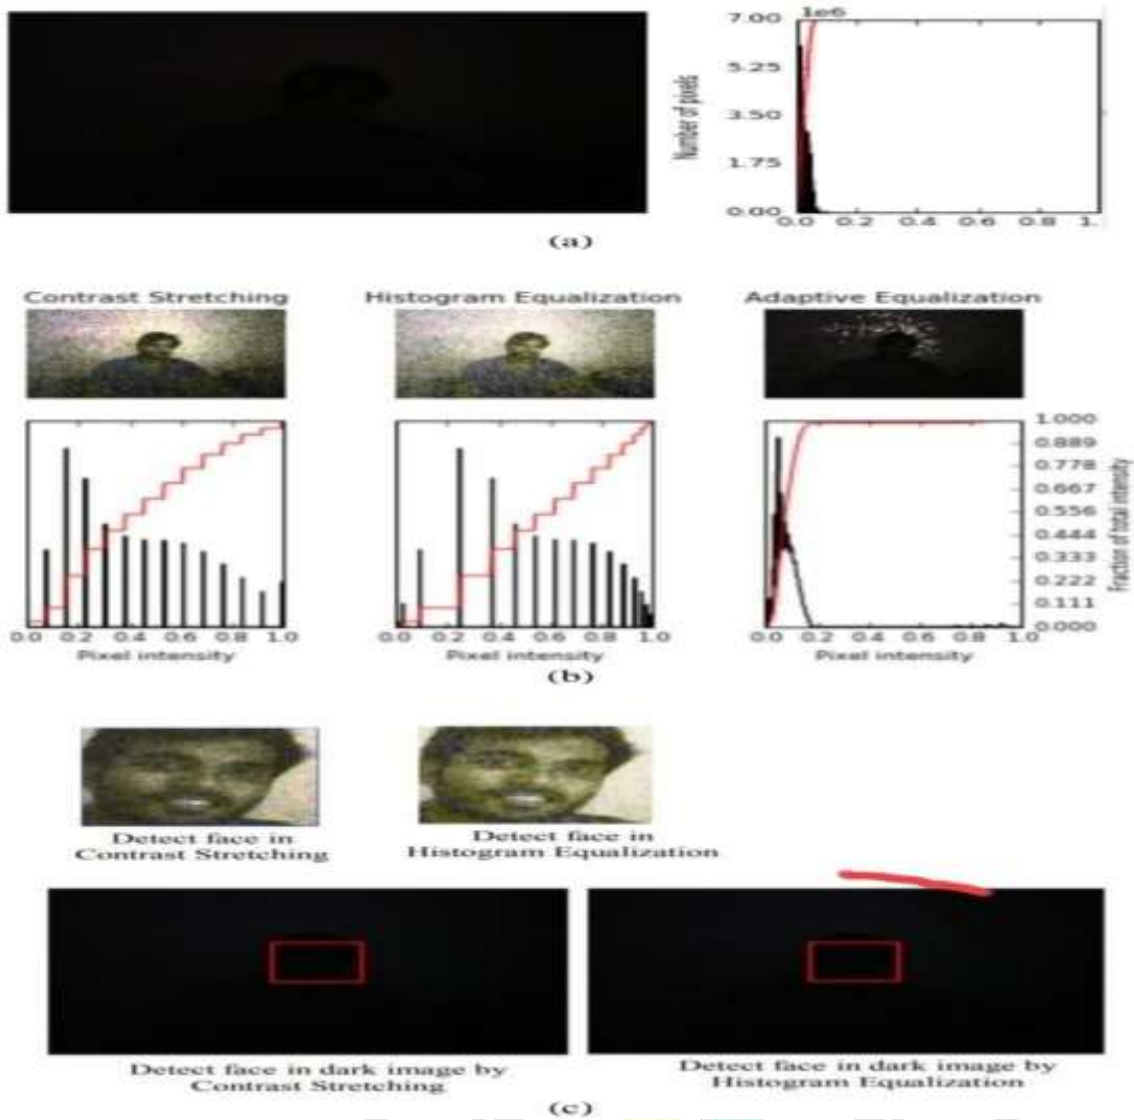 1e6
7.00
5.25
3.50
1.75
0.00
Number of pixels
0.0 0.2 0.4 0.6 0.8 1.
(a)
Contrast Stretching
Histogram Equalization
Adaptive Equalization
1.000
0.889
0.778
0.667
0.556
0.444
0.333
0.222
0.111
0.000
Fraction of total intensity
0.0 0.2 0.4 0.6 0.8 1.0
Pixel intensity
0.0 0.2 0.4 0.6 0.8 1.0
Pixel intensity
0.0 0.2 0.4 0.6 0.8 1.0
Pixel intensity
(b)
Detect face in
Contrast Stretching
Detect face in
Histogram Equalization
Detect face in dark image by
Contrast Stretching
Detect face in dark image by
Histogram Equalization
(c)